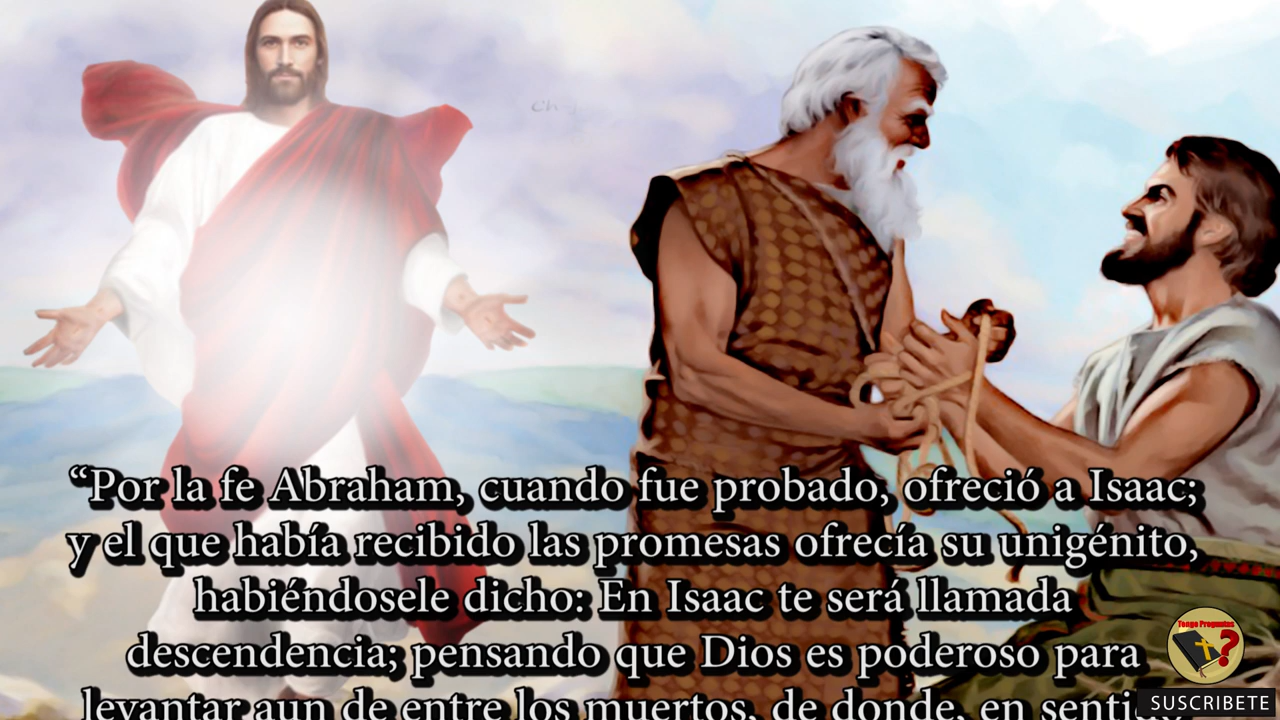 “Por la fe Abraham, cuando fue probado, ofreció a Isaac;
y el que había recibido las promesas ofrecía su unigénito,
habiéndosele dicho: En Isaac te será llamada
descendencia; pensando que Dios es poderoso para
levantar aun de entre los muertos, de donde, en
Tengo Preguntas
?
SUSCRIBETE